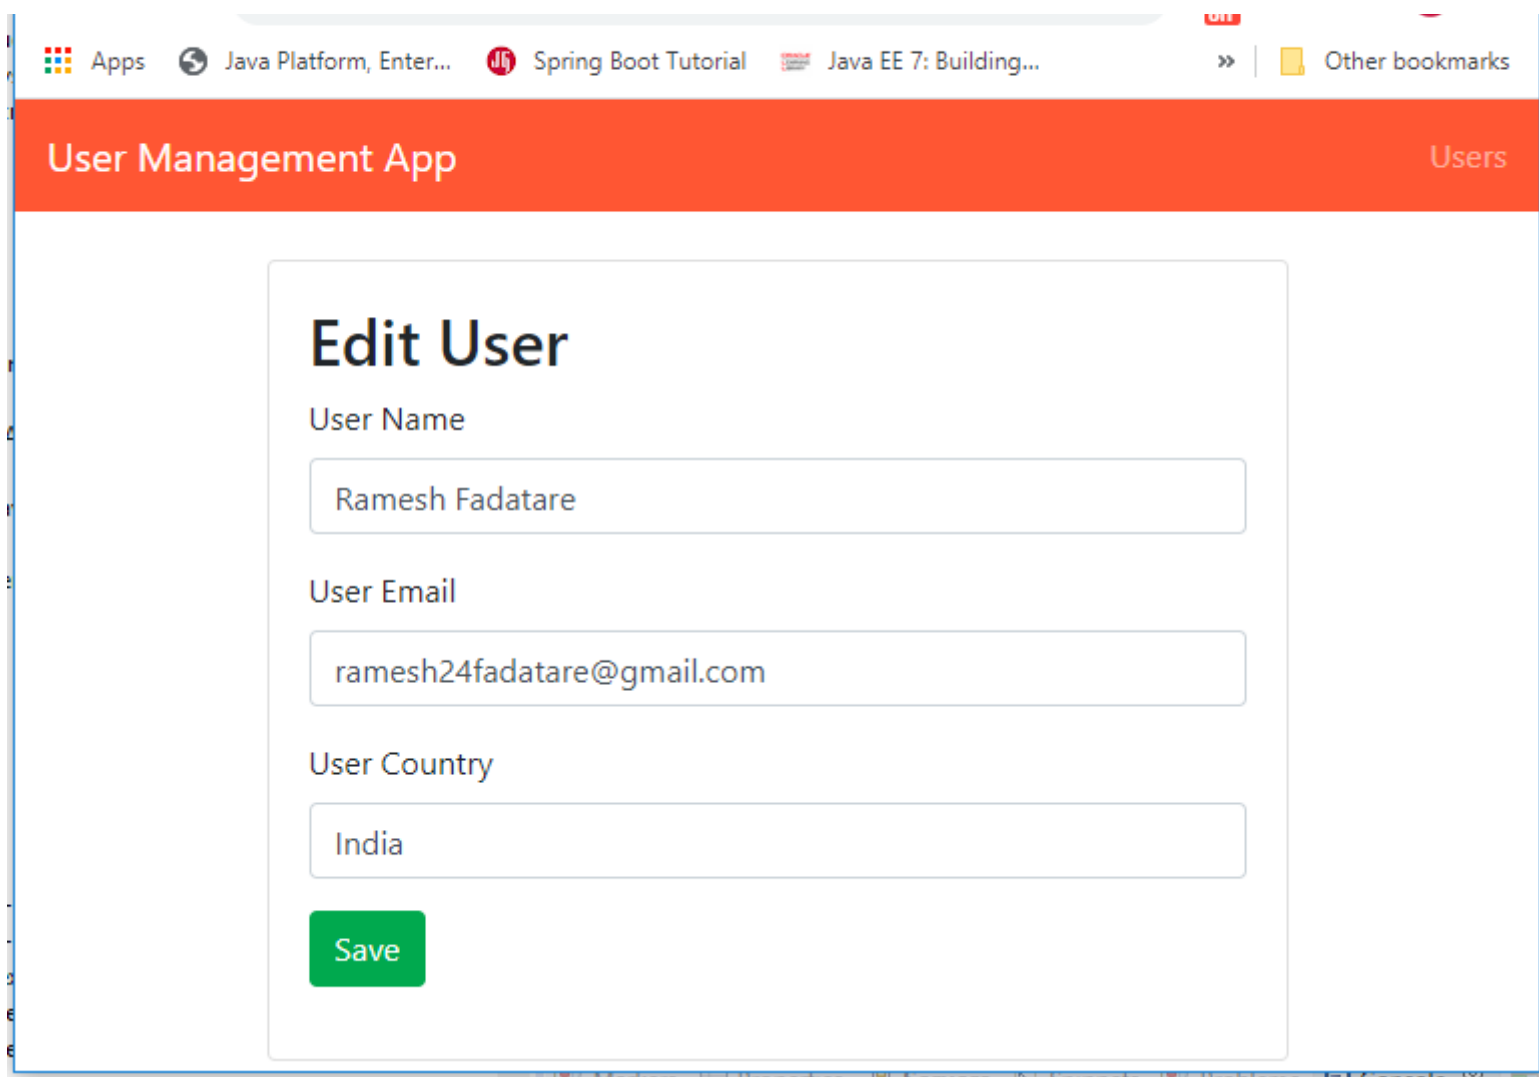 Apps Java Platform, Enter... Spring Boot Tutorial Java EE 7: Building... » Other bookmarks
User Management App Users
Edit User
User Name
Ramesh Fadatare
User Email
ramesh24fadatare@gmail.com
User Country
India
Save